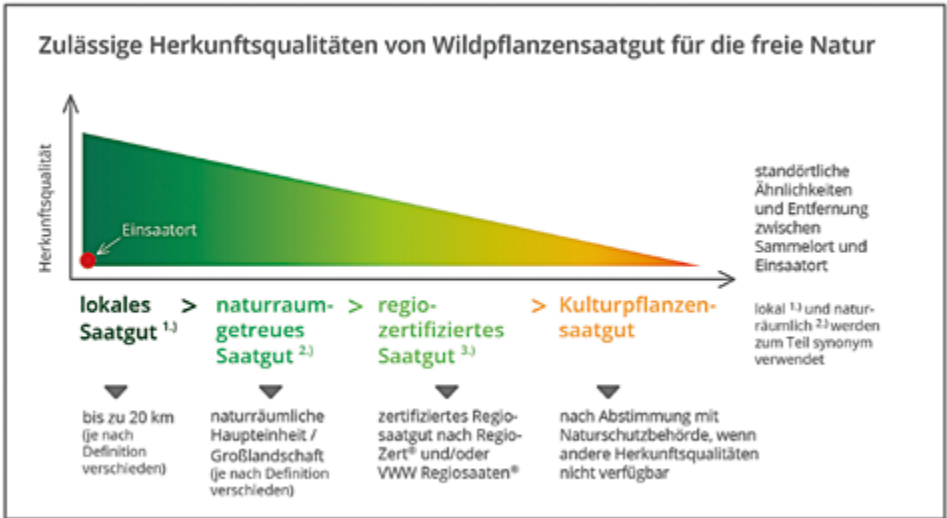 Zulässige Herkunftsqualitäten von Wildpflanzensaatgut für die freie Natur
Herkunftsqualität
Einsaatort
standörtliche
Ähnlichkeiten
und Entfernung
zwischen
Sammelort und
Einsaatort
lokales
Saatgut 1.)
>
naturraum-
getreues
Saatgut 2.)
>
regio-
zertifiziertes
Saatgut 3.)
>
Kulturpflanzen-
saatgut
lokal 1.) und natur-
räumlich 2.) werden
zum Teil synonym
verwendet
bis zu 20 km
(je nach
Definition
verschieden)
naturräumliche
Haupteinheit /
Großlandschaft
(je nach Definition
verschieden)
zertifiziertes Regio-
saatgut nach Regio-
Zert® und/oder
VWW Regiosaaten®
nach Abstimmung mit
Naturschutzbehörde, wenn
andere Herkunftsqualitäten
nicht verfügbar